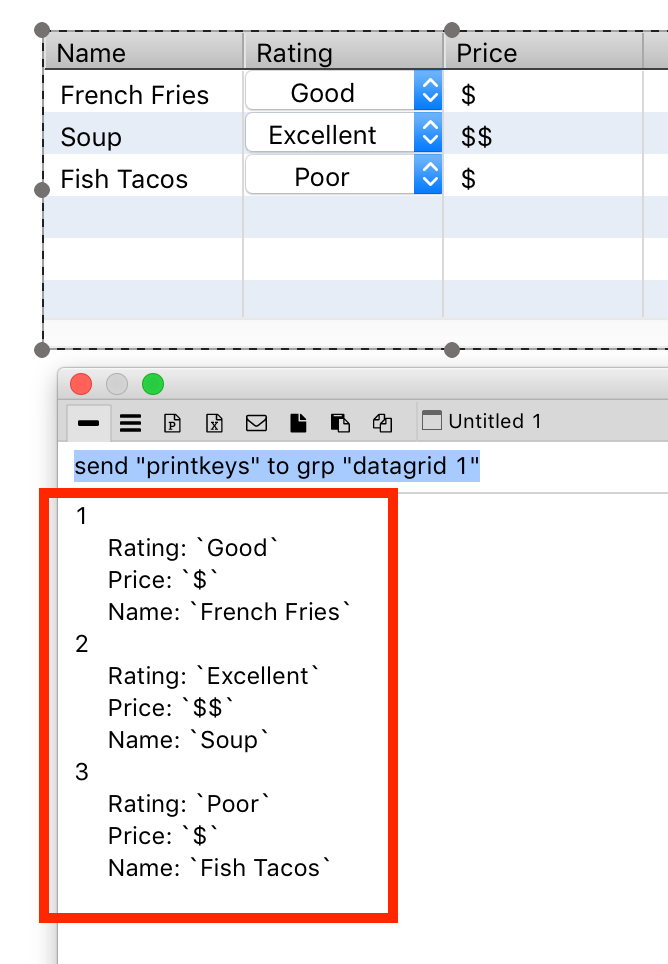 Name Rating Price
French Fries Good $
Soup Excellent $$
Fish Tacos Poor $
Untitled 1
send "printkeys" to grp "datagrid 1"
1
Rating: `Good`
Price: `$`
Name: `French Fries`
2
Rating: `Excellent`
Price: `$$`
Name: `Soup`
3
Rating: `Poor`
Price: `$`
Name: `Fish Tacos`